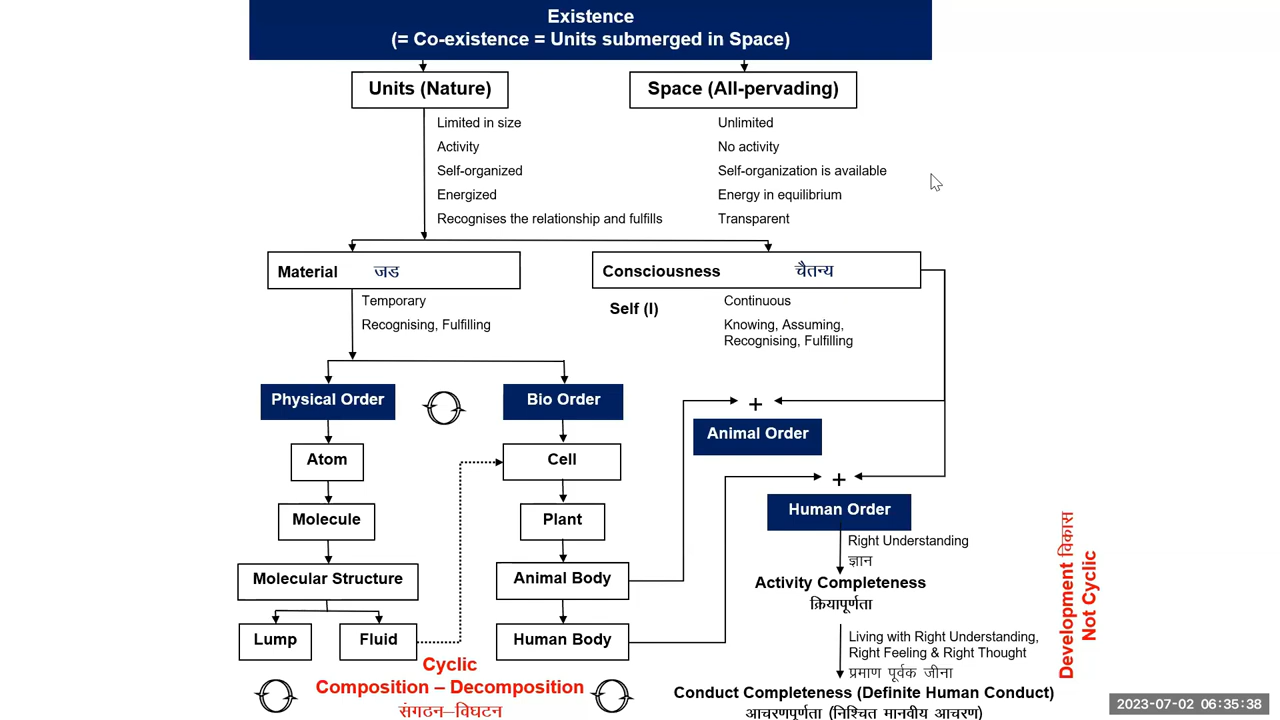 Existence
(= Co-existence = Units submerged in Space)
Units (Nature)
Space (All-pervading)
Limited in size
Activity
Self-organized
Energized
Recognises the relationship and fulfills
Unlimited
No activity
Self-organization is available
Energy in equilibrium
Transparent
Material जड
Consciousness चैतन्य
Temporary
Recognising, Fulfilling
Self (I)
Continuous
Knowing, Assuming,
Recognising, Fulfilling
Physical Order
Bio Order
+
Animal Order
Atom
Cell
+
Human Order
Molecule
Plant
Right Understanding
ज्ञान
Molecular Structure
Animal Body
Activity Completeness
क्रियापूर्णता
Lump
Fluid
Human Body
Living with Right Understanding,
Right Feeling & Right Thought
प्रमाण पूर्वक जीना
Cyclic
Composition – Decomposition
संगठन–विघटन
Conduct Completeness (Definite Human Conduct)
आचरणपूर्णता (निश्चित मानवीय आचरण)
Development विकास
Not Cyclic
2023-07-02 06:35:38